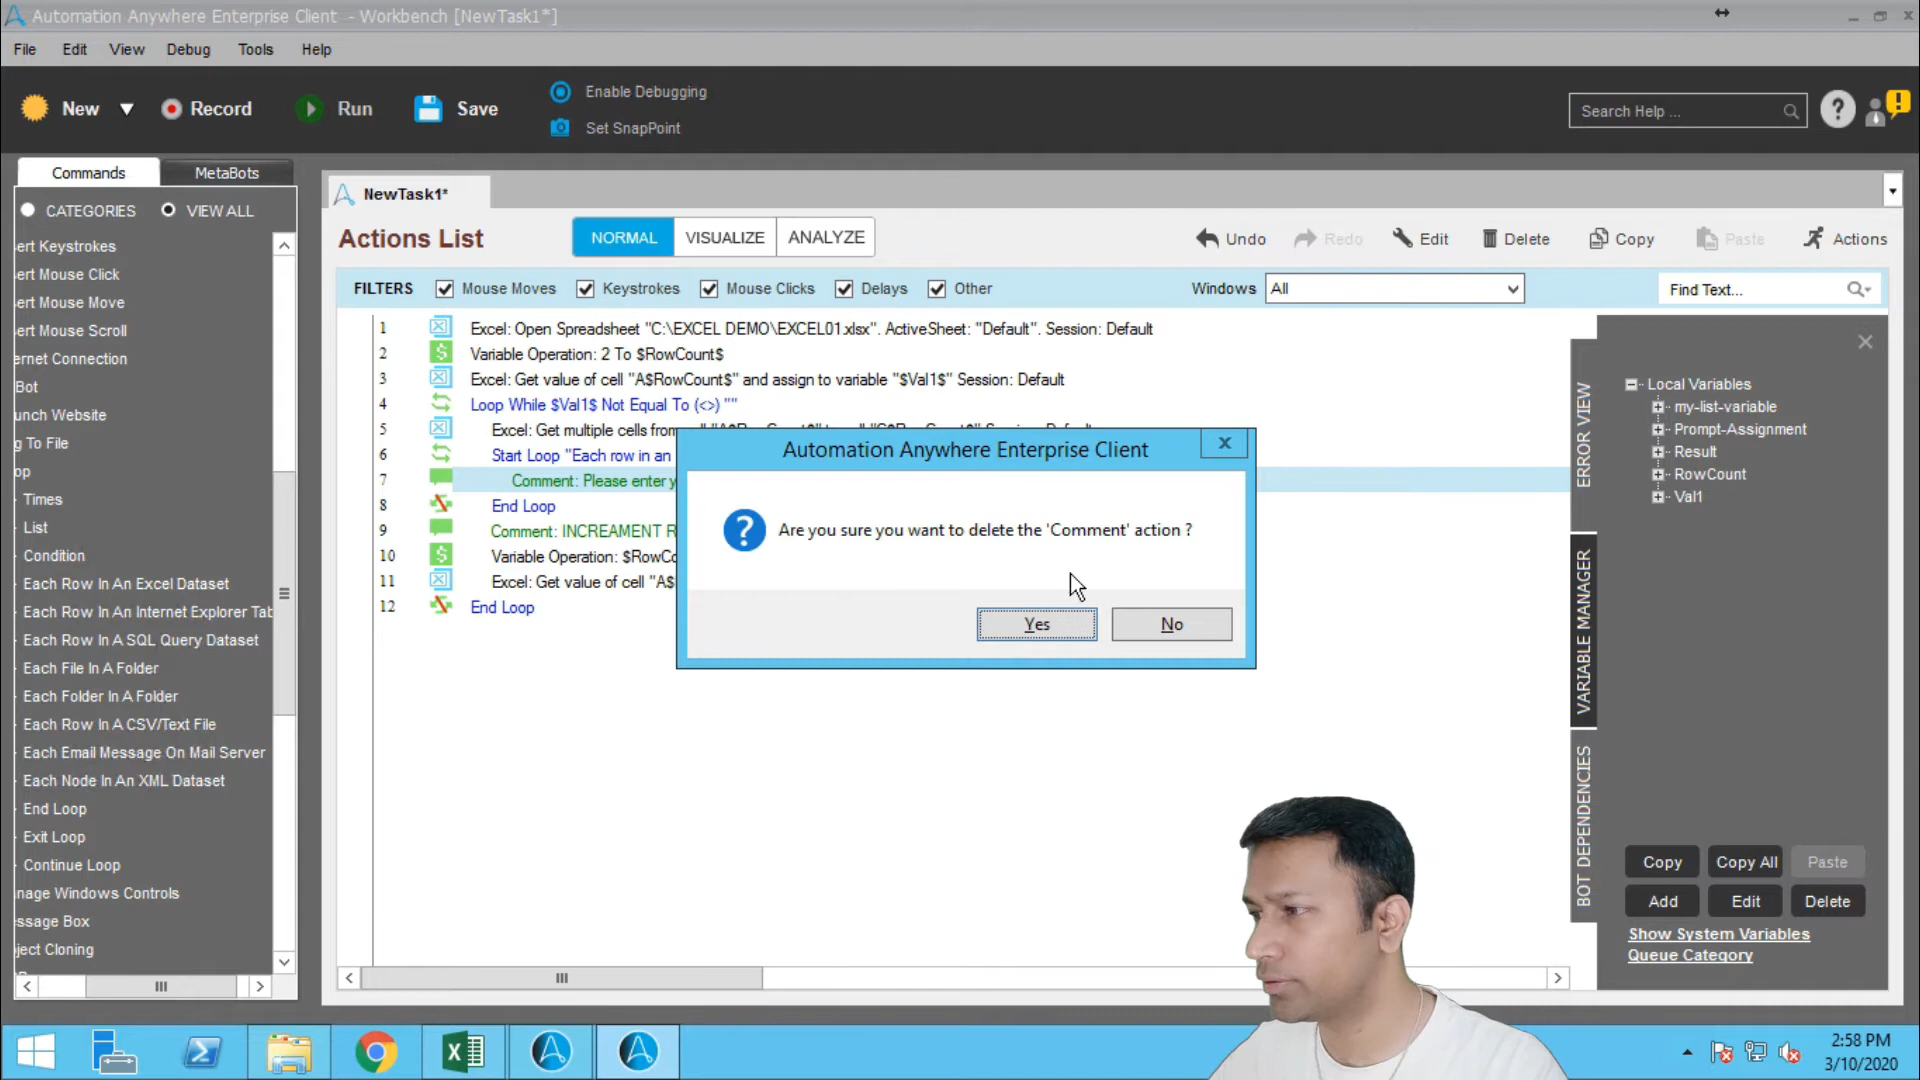 Automation Anywhere Enterprise Client - Workbench [NewTask1*]
File Edit View Debug Tools Help
New Record Run Save
Enable Debugging
Set SnapPoint
Search Help ...
Commands MetaBots
CATEGORIES VIEW ALL
ert Keystrokes
ert Mouse Click
ert Mouse Move
ert Mouse Scroll
ernet Connection
Bot
unch Website
g To File
op
Times
List
Condition
Each Row In An Excel Dataset
Each Row In An Internet Explorer Tab
Each Row In A SQL Query Dataset
Each File In A Folder
Each Folder In A Folder
Each Row In A CSV/Text File
Each Email Message On Mail Server
Each Node In An XML Dataset
End Loop
Exit Loop
Continue Loop
nage Windows Controls
ssage Box
ject Cloning
NewTask1*
Actions List NORMAL VISUALIZE ANALYZE Undo Redo Edit Delete Copy Paste Actions
FILTERS Mouse Moves Keystrokes Mouse Clicks Delays Other Windows All Find Text...
1 Excel: Open Spreadsheet "C:\EXCEL DEMO\EXCEL01.xlsx". ActiveSheet: "Default". Session: Default
2 Variable Operation: 2 To $RowCount$
3 Excel: Get value of cell "A$RowCount$" and assign to variable "$Val1$" Session: Default
4 Loop While $Val1$ Not Equal To (<>) ""
5 Excel: Get multiple cells from cell "A$RowCount$" to cell "C$RowCount$" Session: Default
6 Start Loop "Each row in an
7 Comment: Please enter y
8 End Loop
9 Comment: INCREAMENT R
10 Variable Operation: $RowCo
11 Excel: Get value of cell "A$
12 End Loop
Automation Anywhere Enterprise Client
Are you sure you want to delete the 'Comment' action ?
Yes No
ERROR VIEW
VARIABLE MANAGER
BOT DEPENDENCIES
Local Variables
my-list-variable
Prompt-Assignment
Result
RowCount
Val1
Copy Copy All Paste
Add Edit Delete
Show System Variables
Queue Category
2:58 PM
3/10/2020